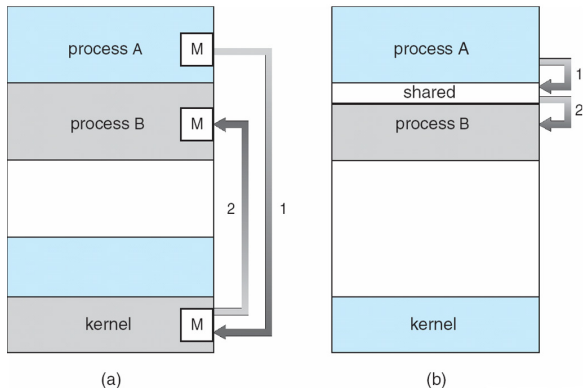 process A
M
process B
M
2
1
kernel
M
(a)
process A
1
shared
2
process B
kernel
(b)